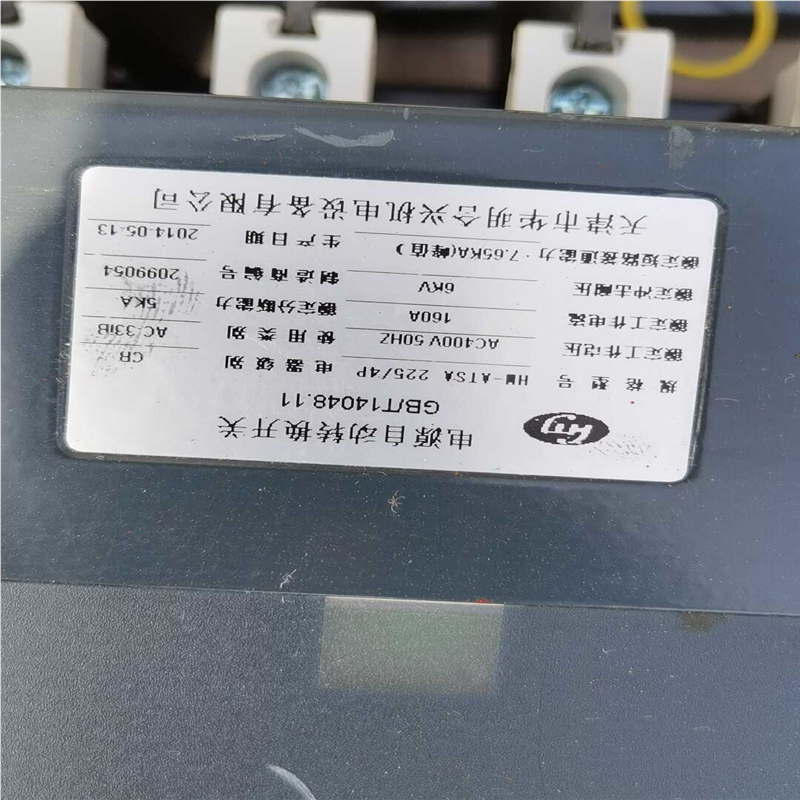 电源自动转换开关
GB/T14048.11
规格型号 HM-ATSA 225/4P 电器级别 CB
额定工作电压 AC400V 50HZ 使用类别 AC33iB
额定工作电流 160A 额定分断能力 5KA
额定冲击耐压 6KV 制造商编号 2099054
额定短路接通能力·7.65KA(峰值) 生产日期 2014-05-13
天津市华明合兴机电设备有限公司